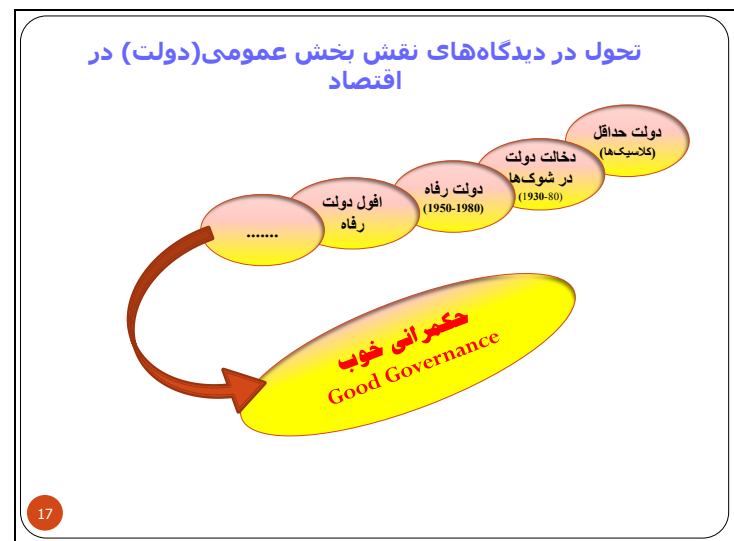 تحول در دیدگاه‌های نقش بخش عمومی(دولت) در
اقتصاد
دولت حداقل
(کلاسیک‌ها)
دخالت دولت
در شوک‌ها
(1930-80)
دولت رفاه
(1950-1980)
افول دولت
رفاه
.......
حکمرانی خوب
Good Governance
17